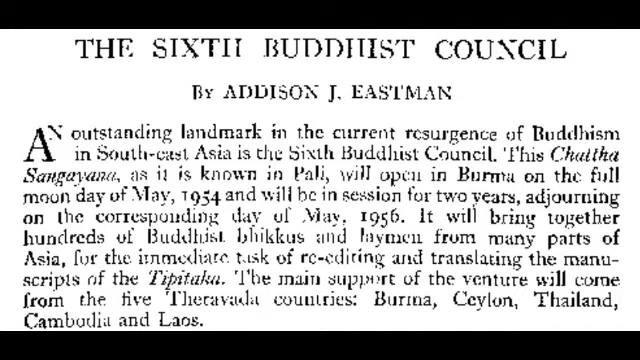 THE SIXTH BUDDHIST COUNCIL
By ADDISON J. EASTMAN
AN outstanding landmark in the current resurgence of Buddhism
in South-east Asia is the Sixth Buddhist Council. This Chattha
Sangayana, as it is known in Pali, will open in Burma on the full
moon day of May, 1954 and will be in session for two years, adjourning
on the corresponding day of May, 1956. It will bring together
hundreds of Buddhist bhikkus and laymen from many parts of
Asia, for the immediate task of re-editing and translating the manu-
scripts of the Tipitaka. The main support of the venture will come
from the five Theravada countries: Burma, Ceylon, Thailand,
Cambodia and Laos.